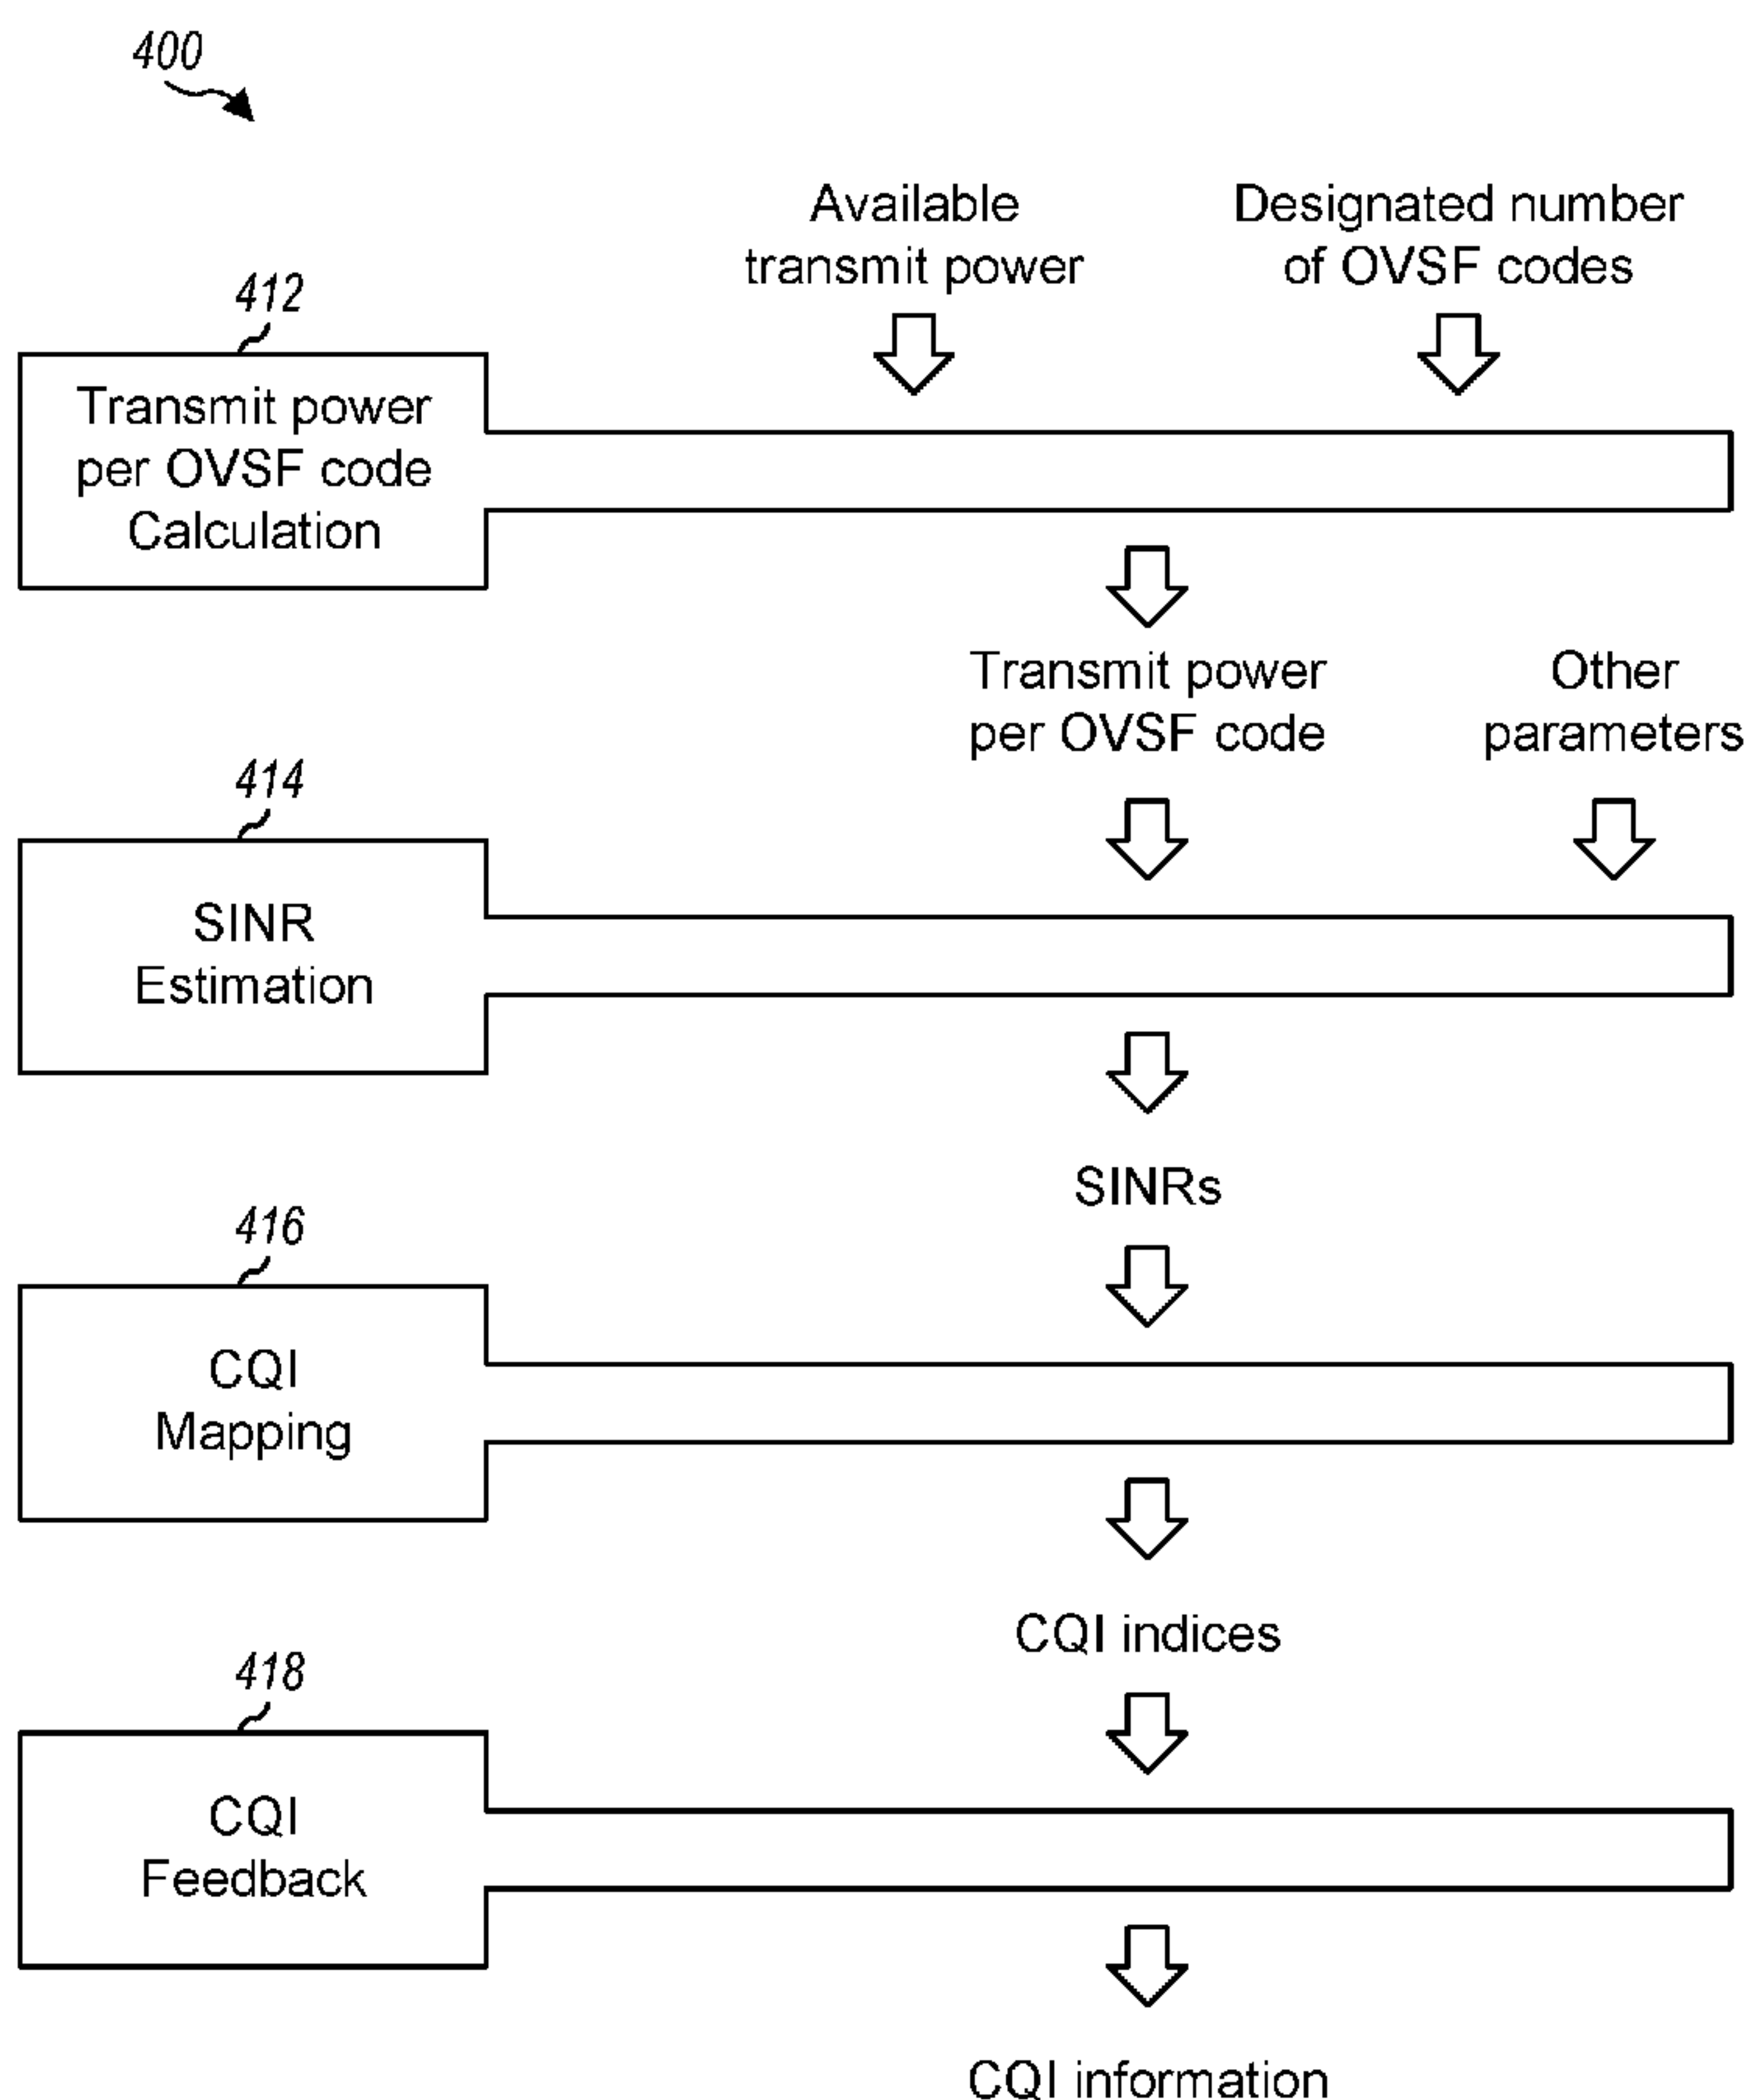 400
Available
transmit power
Designated number
of OVSF codes
412
Transmit power
per OVSF code
Calculation
Transmit power
per OVSF code
Other
parameters
414
SINR
Estimation
SINRs
416
CQI
Mapping
CQI indices
418
CQI
Feedback
CQI information